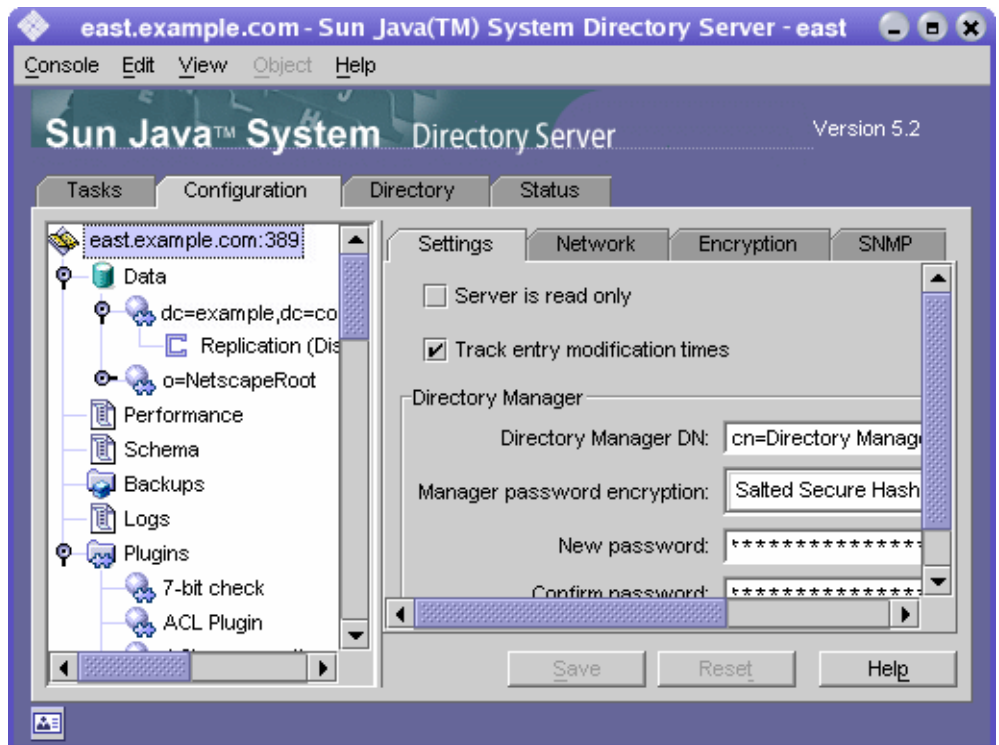 east.example.com - Sun Java(TM) System Directory Server - east
Console Edit View Object Help
Sun Java™ System Directory Server Version 5.2
Tasks Configuration Directory Status
east.example.com:389
Data
dc=example,dc=co
Replication (Dis
o=NetscapeRoot
Performance
Schema
Backups
Logs
Plugins
7-bit check
ACL Plugin
Settings Network Encryption SNMP
Server is read only
Track entry modification times
Directory Manager
Directory Manager DN: cn=Directory Manage
Manager password encryption: Salted Secure Hash
New password: ****************
Confirm password: ****************
Save Reset Help